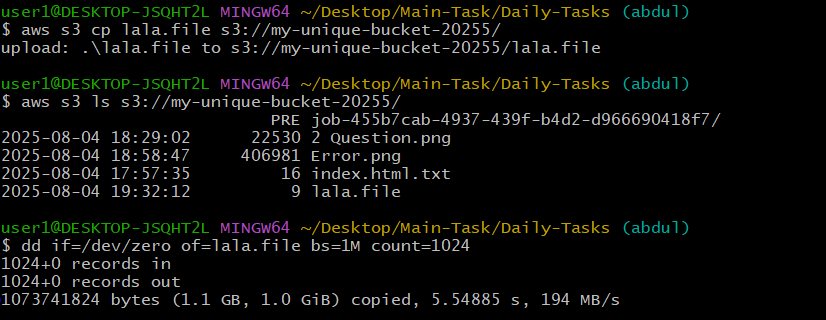 user1@DESKTOP-JSQHT2L MINGW64 ~/Desktop/Main-Task/Daily-Tasks (abdul)
$ aws s3 cp lala.file s3://my-unique-bucket-20255/
upload: .\lala.file to s3://my-unique-bucket-20255/lala.file

user1@DESKTOP-JSQHT2L MINGW64 ~/Desktop/Main-Task/Daily-Tasks (abdul)
$ aws s3 ls s3://my-unique-bucket-20255/
                           PRE job-455b7cab-4937-439f-b4d2-d966690418f7/
2025-08-04 18:29:02      22530 2 Question.png
2025-08-04 18:58:47     406981 Error.png
2025-08-04 17:57:35         16 index.html.txt
2025-08-04 19:32:12          9 lala.file

user1@DESKTOP-JSQHT2L MINGW64 ~/Desktop/Main-Task/Daily-Tasks (abdul)
$ dd if=/dev/zero of=lala.file bs=1M count=1024
1024+0 records in
1024+0 records out
1073741824 bytes (1.1 GB, 1.0 GiB) copied, 5.54885 s, 194 MB/s